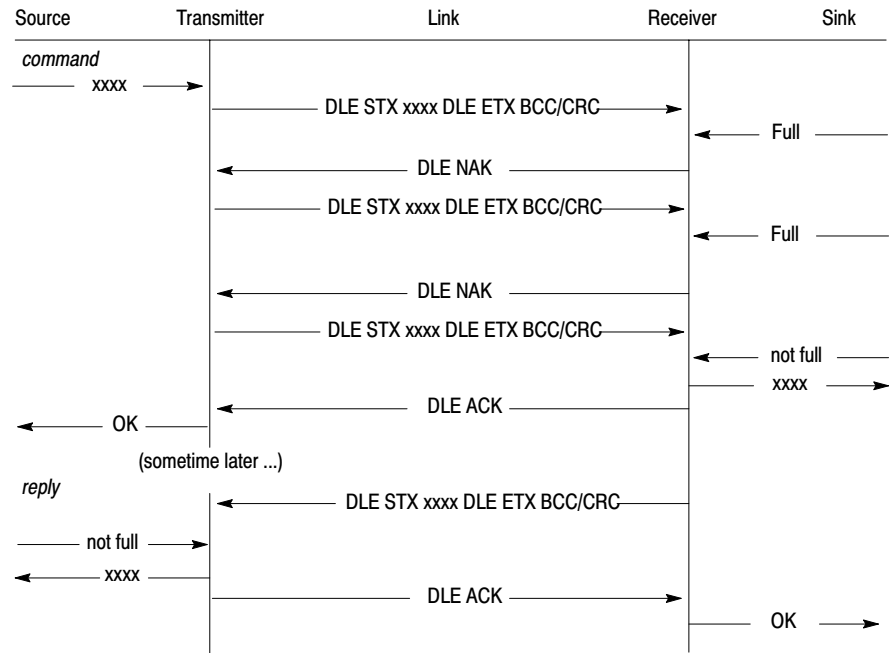 Source Transmitter Link Receiver Sink
command
xxxx
DLE STX xxxx DLE ETX BCC/CRC
Full
DLE NAK
DLE STX xxxx DLE ETX BCC/CRC
Full
DLE NAK
DLE STX xxxx DLE ETX BCC/CRC
not full
xxxx
DLE ACK
OK
(sometime later ...)
reply
DLE STX xxxx DLE ETX BCC/CRC
not full
xxxx
DLE ACK
OK